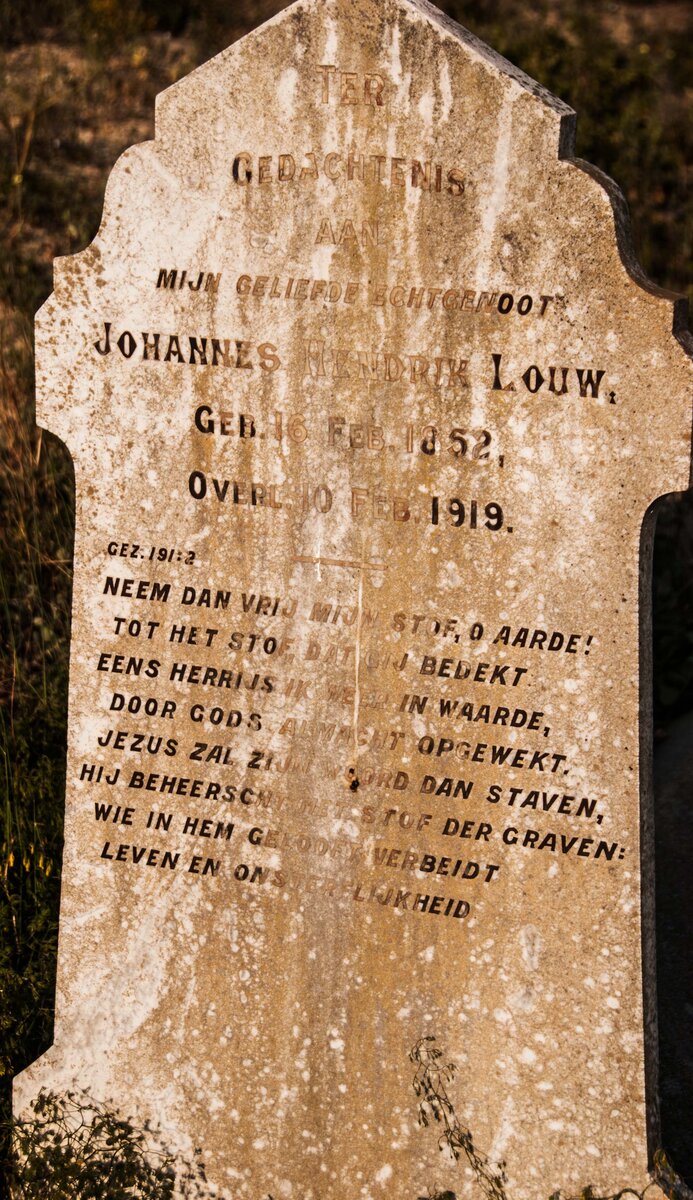 TER
GEDACHTENIS
AAN
MIJN GELIEFDE ECHTGENOOT
JOHANNES HENDRIK LOUW.
GEB. 16 FEB. 1852,
OVERL. 10 FEB. 1919.
GEZ. 191:2
NEEM DAN VRIJ MIJN STOF, O AARDE!
TOT HET STOF, DAT GIJ BEDEKT
EENS HERRIJS IK WEER IN WAARDE,
DOOR GODS ALMACHT OPGEWEKT.
JEZUS ZAL ZIJN WOORD DAN STAVEN,
HIJ BEHEERSCHT HET STOF DER GRAVEN:
WIE IN HEM GELOOFT VERBEIDT
LEVEN EN ONSTERFLIJKHEID